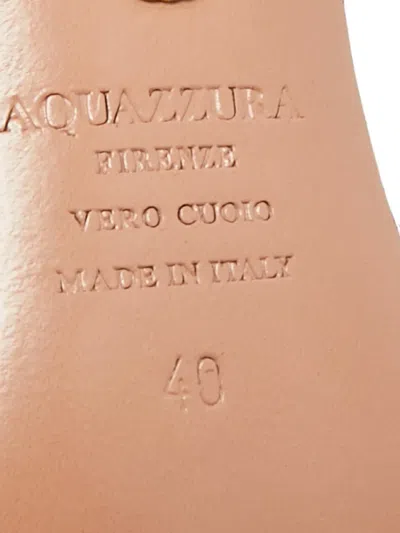 AQUAZZURA
FIRENZE
VERO CUOIO
MADE IN ITALY
40